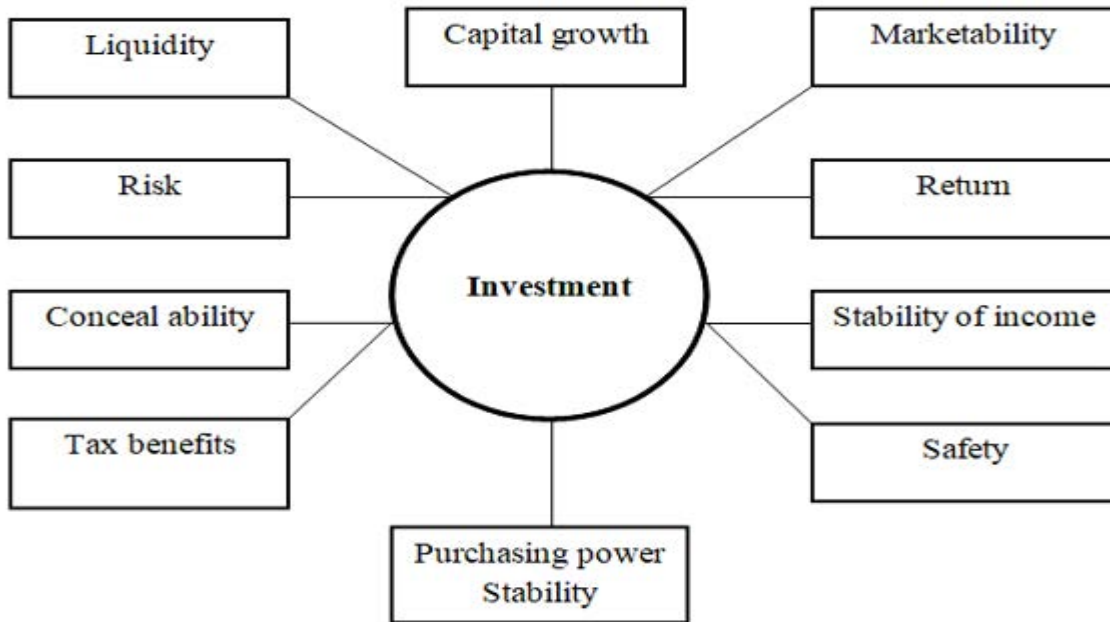 Liquidity
Capital growth
Marketability
Risk
Return
Investment
Conceal ability
Stability of income
Tax benefits
Safety
Purchasing power
Stability